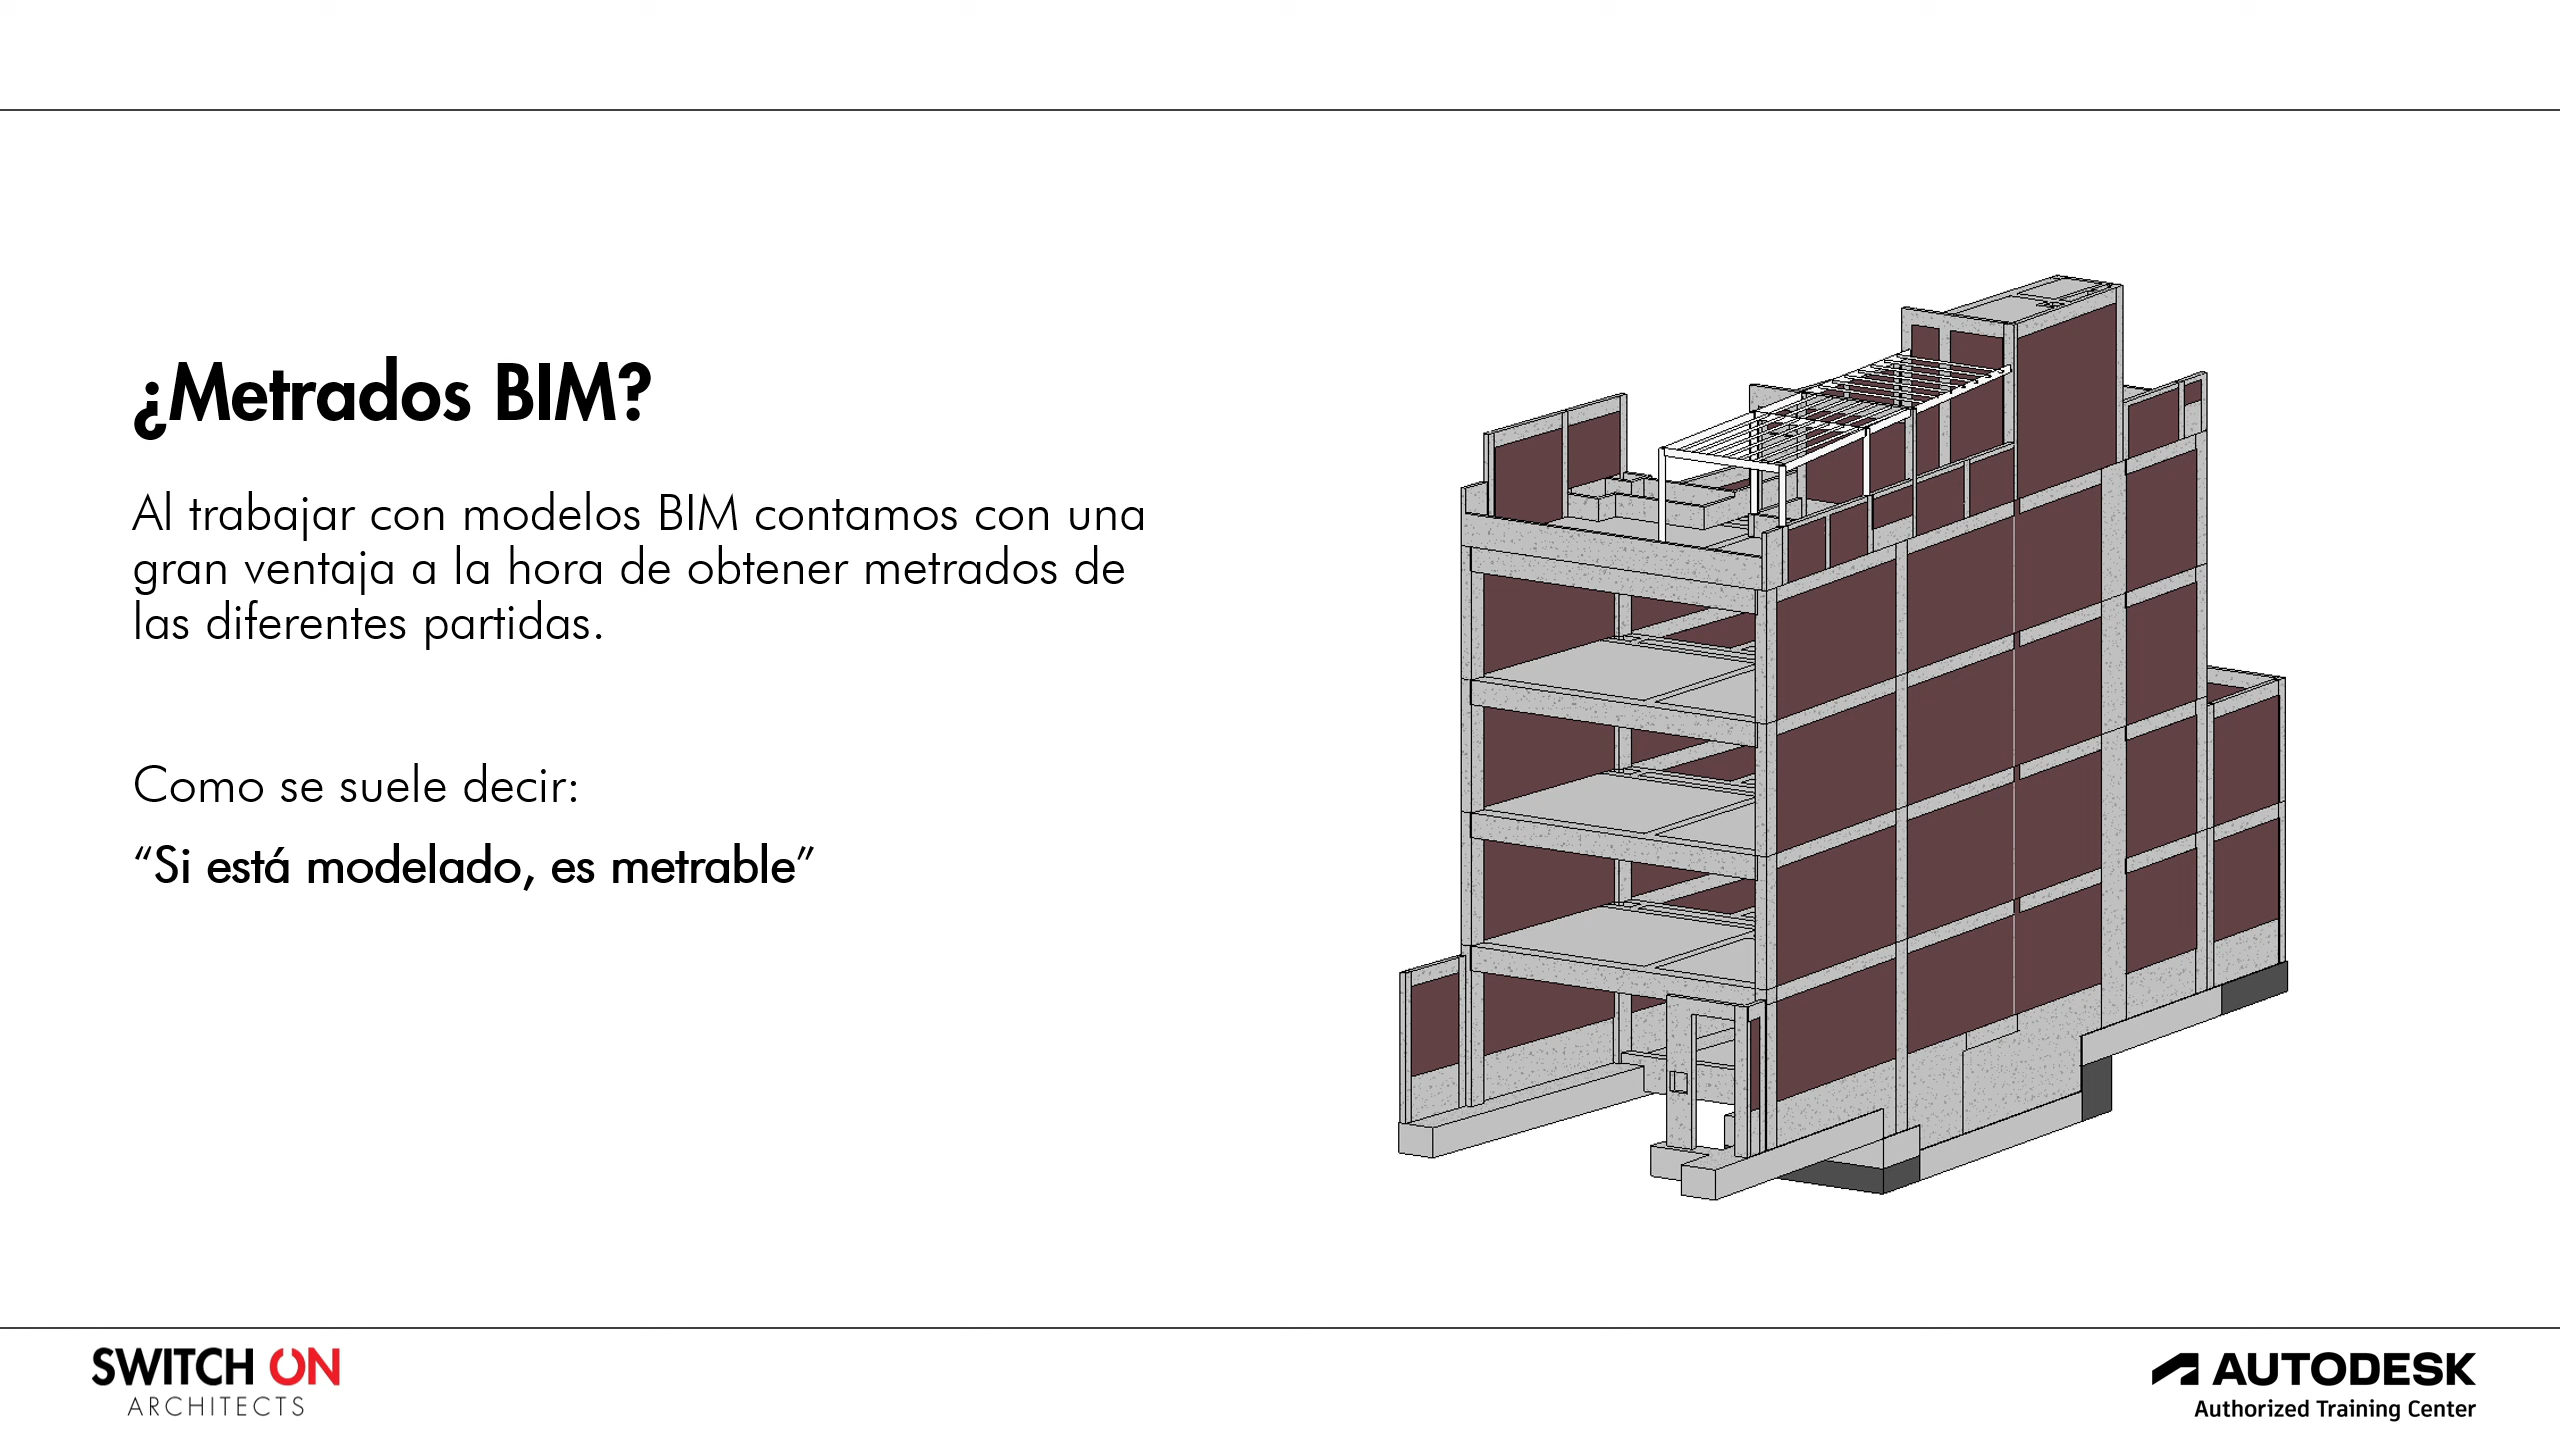 ¿Metrados BIM?
Al trabajar con modelos BIM contamos con una
gran ventaja a la hora de obtener metrados de
las diferentes partidas.
Como se suele decir:
“Si está modelado, es metrable”
SWITCH ON
ARCHITECTS
AUTODESK
Authorized Training Center